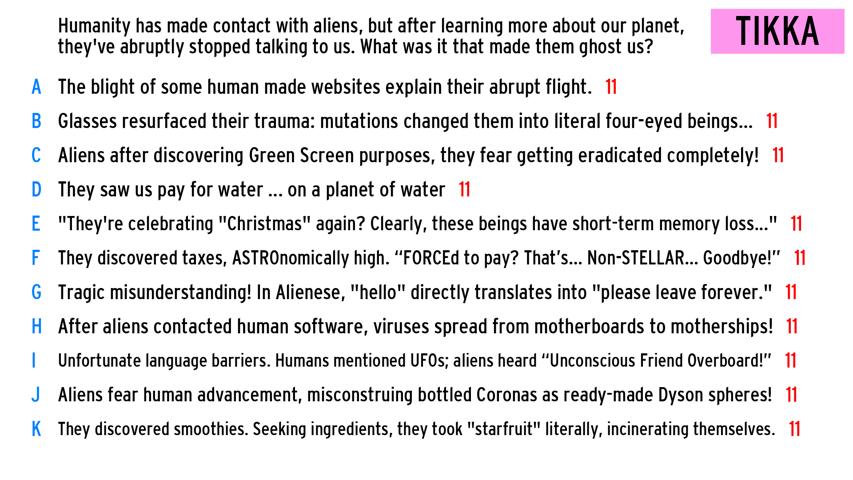 Humanity has made contact with aliens, but after learning more about our planet,
they've abruptly stopped talking to us. What was it that made them ghost us?
TIKKA
A The blight of some human made websites explain their abrupt flight. 11
B Glasses resurfaced their trauma: mutations changed them into literal four-eyed beings... 11
C Aliens after discovering Green Screen purposes, they fear getting eradicated completely! 11
D They saw us pay for water ... on a planet of water 11
E "They're celebrating "Christmas" again? Clearly, these beings have short-term memory loss..." 11
F They discovered taxes, ASTROnomically high. “FORCEd to pay? That’s... Non-STELLAR... Goodbye!” 11
G Tragic misunderstanding! In Alienese, "hello" directly translates into "please leave forever." 11
H After aliens contacted human software, viruses spread from motherboards to motherships! 11
I Unfortunate language barriers. Humans mentioned UFOs; aliens heard “Unconscious Friend Overboard!” 11
J Aliens fear human advancement, misconstruing bottled Coronas as ready-made Dyson spheres! 11
K They discovered smoothies. Seeking ingredients, they took "starfruit" literally, incinerating themselves. 11